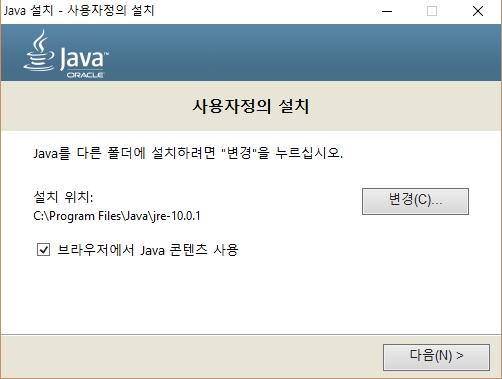 Java 설치 - 사용자정의 설치
Java™
ORACLE
사용자정의 설치
Java를 다른 폴더에 설치하려면 "변경"을 누르십시오.
설치 위치:
변경(C)...
C:\Program Files\Java\jre-10.0.1
브라우저에서 Java 콘텐츠 사용
다음(N) >